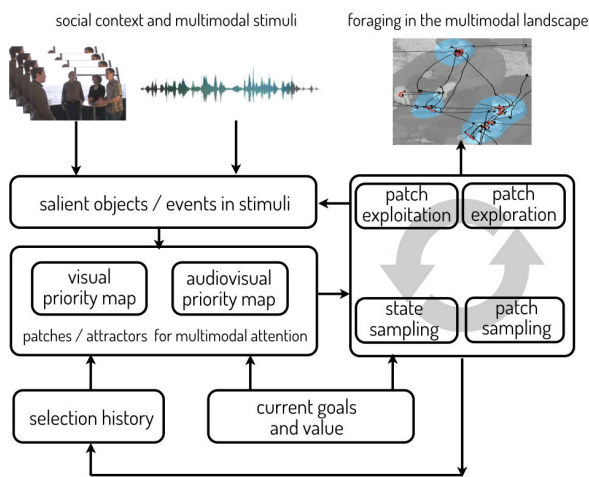 social context and multimodal stimuli
foraging in the multimodal landscape
salient objects / events in stimuli
patch
exploitation
patch
exploration
visual
priority map
audiovisual
priority map
patches / attractors for multimodal attention
state
sampling
patch
sampling
selection history
current goals
and value